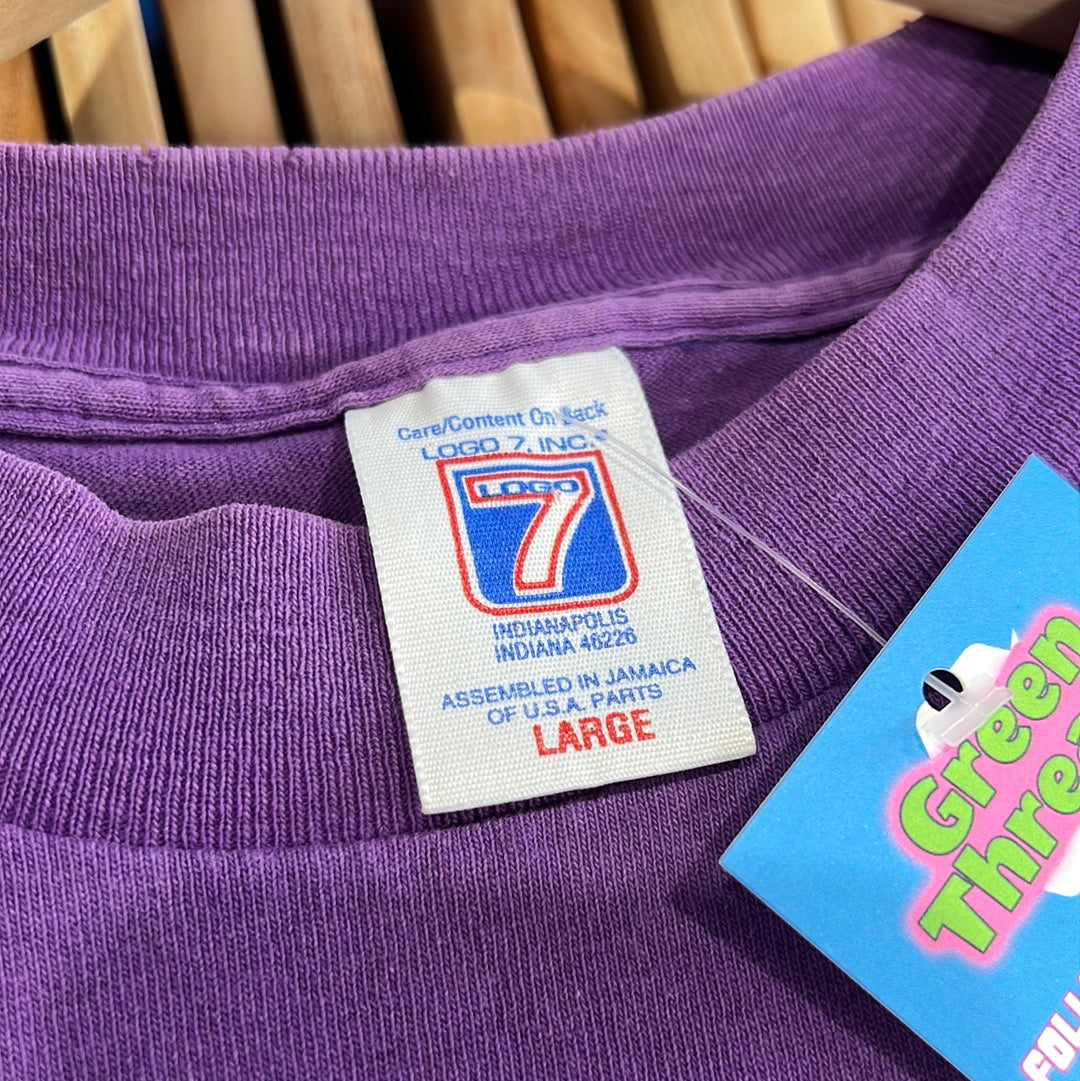 Care/Content On Back
LOGO 7, INC.®
LOGO
7
INDIANAPOLIS
INDIANA 46226
ASSEMBLED IN JAMAICA
OF U.S.A. PARTS
LARGE
Green